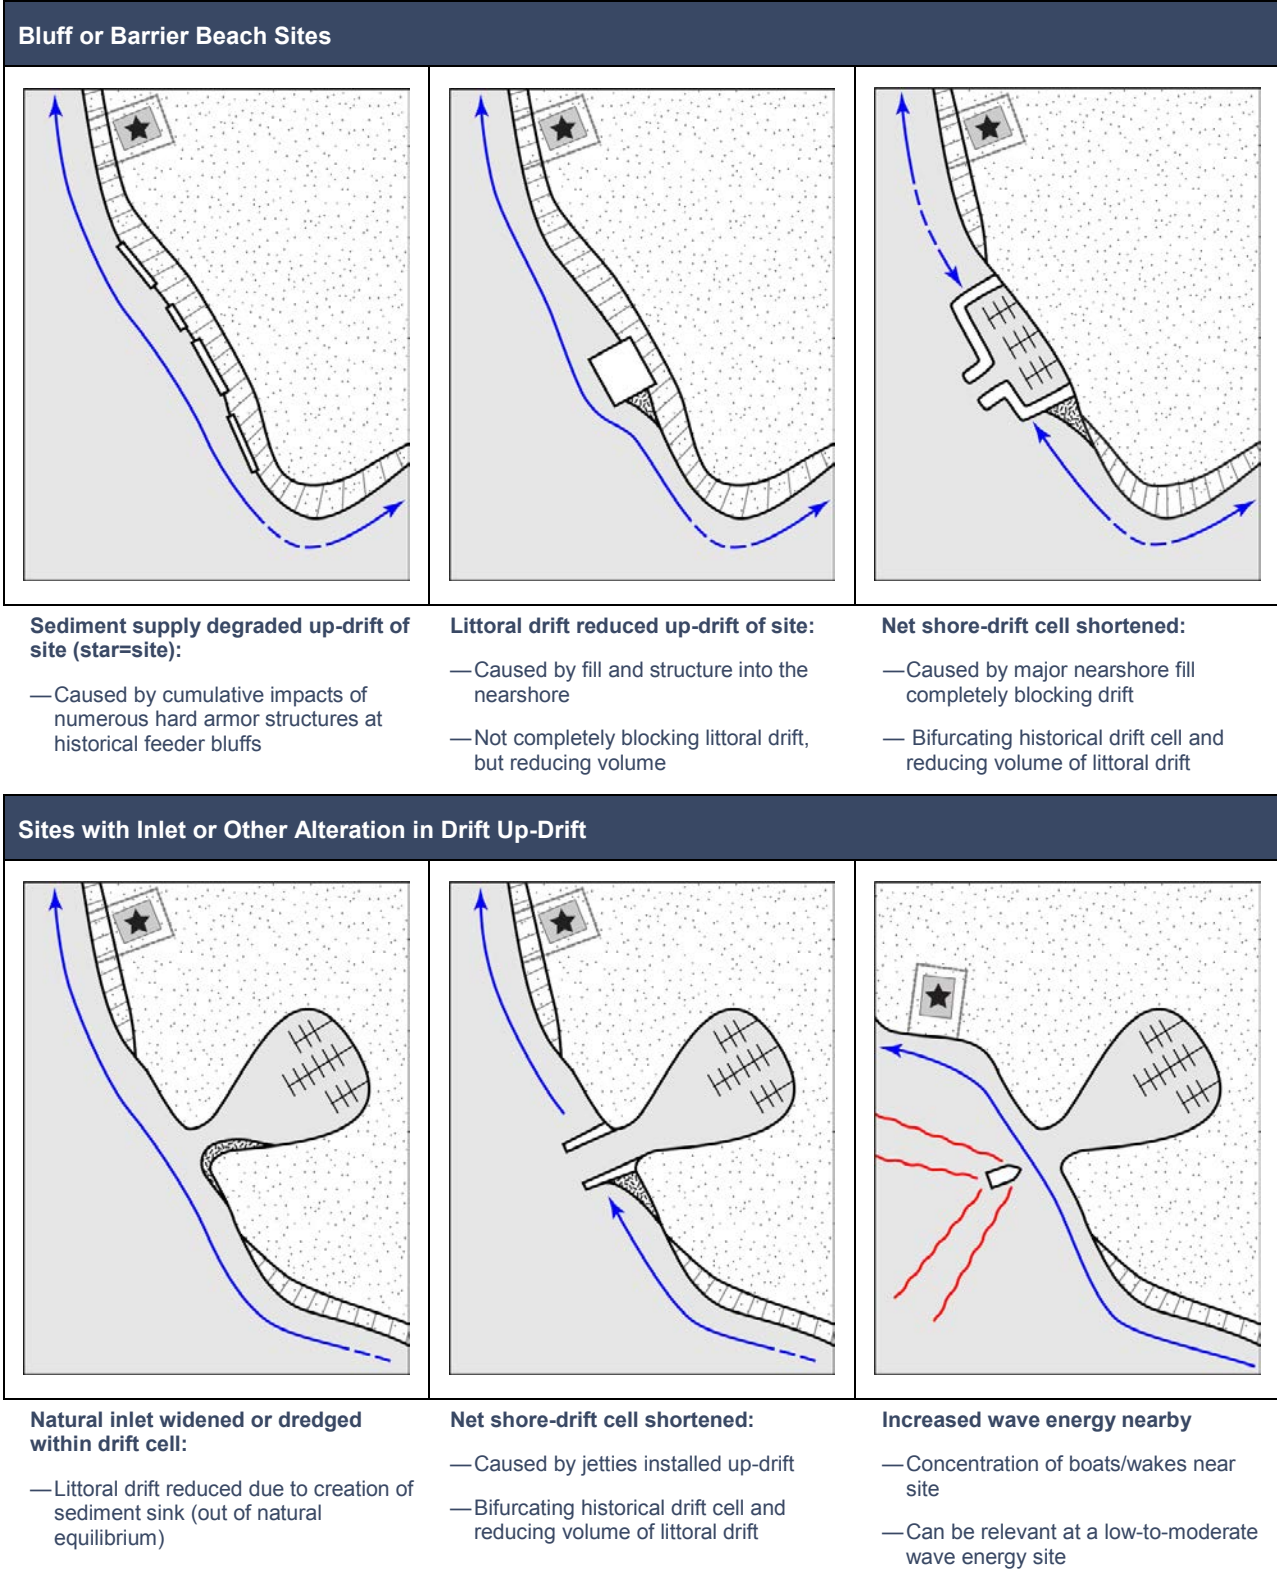 Bluff or Barrier Beach Sites
Sediment supply degraded up-drift of
site (star=site):
—Caused by cumulative impacts of
numerous hard armor structures at
historical feeder bluffs
Littoral drift reduced up-drift of site:
—Caused by fill and structure into the
nearshore
—Not completely blocking littoral drift,
but reducing volume
Net shore-drift cell shortened:
—Caused by major nearshore fill
completely blocking drift
— Bifurcating historical drift cell and
reducing volume of littoral drift
Sites with Inlet or Other Alteration in Drift Up-Drift
Natural inlet widened or dredged
within drift cell:
—Littoral drift reduced due to creation of
sediment sink (out of natural
equilibrium)
Net shore-drift cell shortened:
—Caused by jetties installed up-drift
—Bifurcating historical drift cell and
reducing volume of littoral drift
Increased wave energy nearby
—Concentration of boats/wakes near
site
—Can be relevant at a low-to-moderate
wave energy site